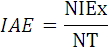 IAE = NIEx / NT